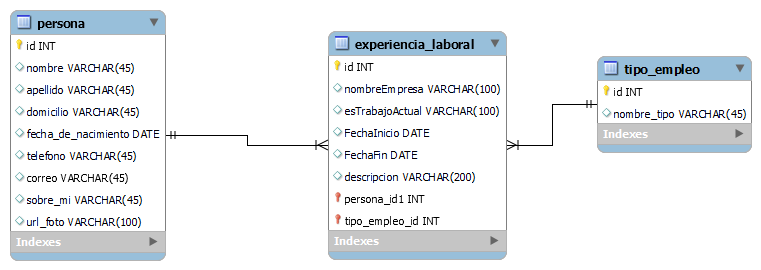 persona
id INT
nombre VARCHAR(45)
apellido VARCHAR(45)
domicilio VARCHAR(45)
fecha_de_nacimiento DATE
telefono VARCHAR(45)
correo VARCHAR(45)
sobre_mi VARCHAR(45)
url_foto VARCHAR(100)
Indexes
experiencia_laboral
id INT
nombreEmpresa VARCHAR(100)
esTrabajoActual VARCHAR(100)
FechaInicio DATE
FechaFin DATE
descripcion VARCHAR(200)
persona_id1 INT
tipo_empleo_id INT
Indexes
tipo_empleo
id INT
nombre_tipo VARCHAR(45)
Indexes